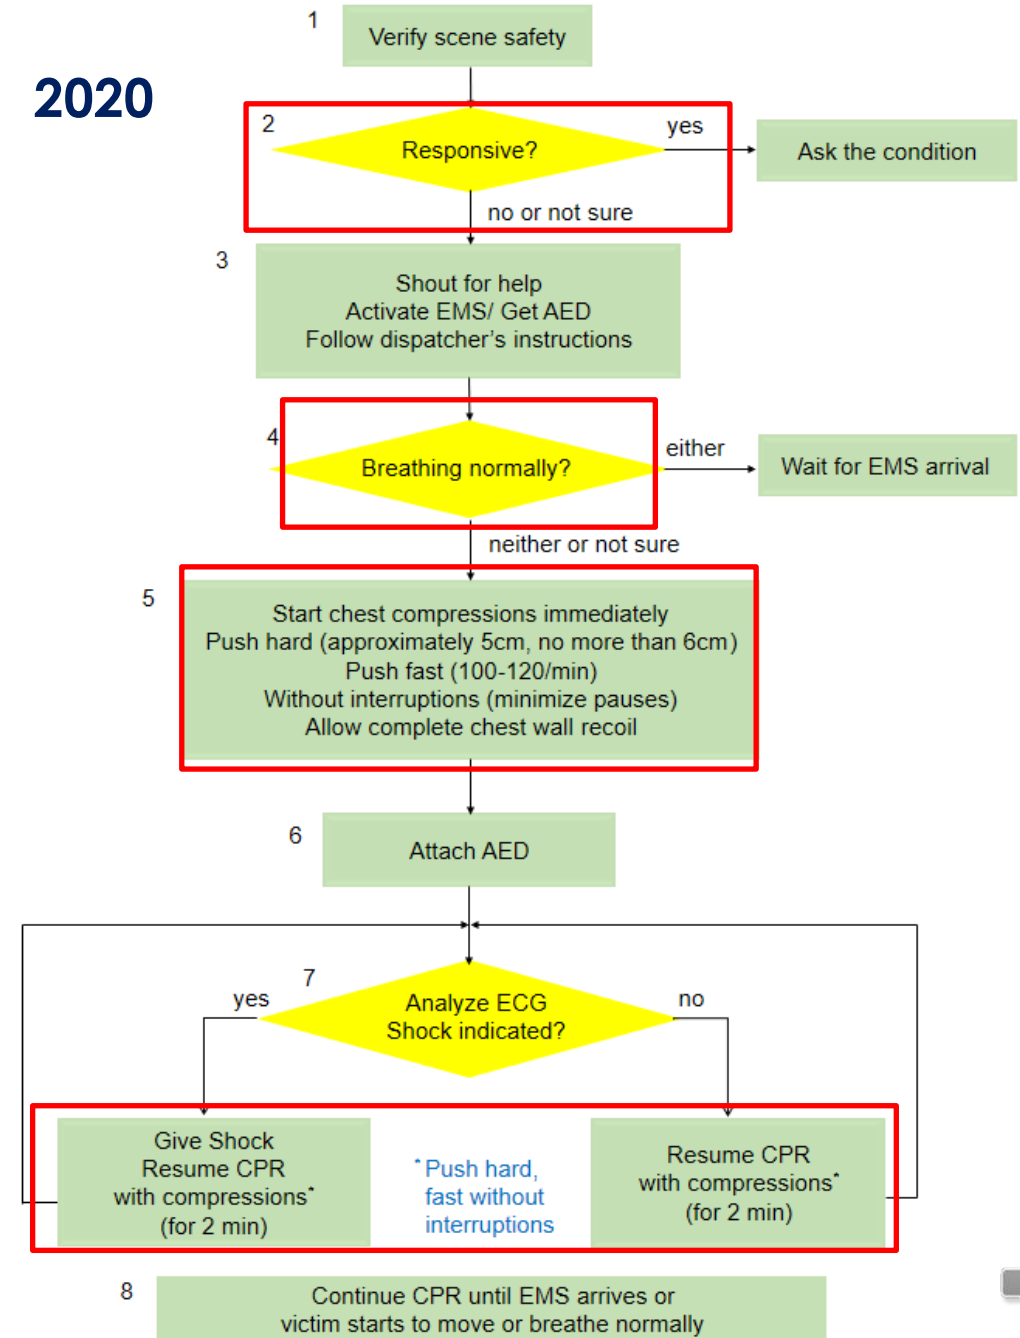 2020
1
Verify scene safety
2
Responsive?
yes
Ask the condition
no or not sure
3
Shout for help
Activate EMS/ Get AED
Follow dispatcher's instructions
4
Breathing normally?
either
Wait for EMS arrival
neither or not sure
5
Start chest compressions immediately
Push hard (approximately 5cm, no more than 6cm)
Push fast (100-120/min)
Without interruptions (minimize pauses)
Allow complete chest wall recoil
6
Attach AED
7
yes
Analyze ECG
Shock indicated?
no
Give Shock
Resume CPR
with compressions*
(for 2 min)
* Push hard,
fast without
interruptions
Resume CPR
with compressions*
(for 2 min)
8
Continue CPR until EMS arrives or
victim starts to move or breathe normally